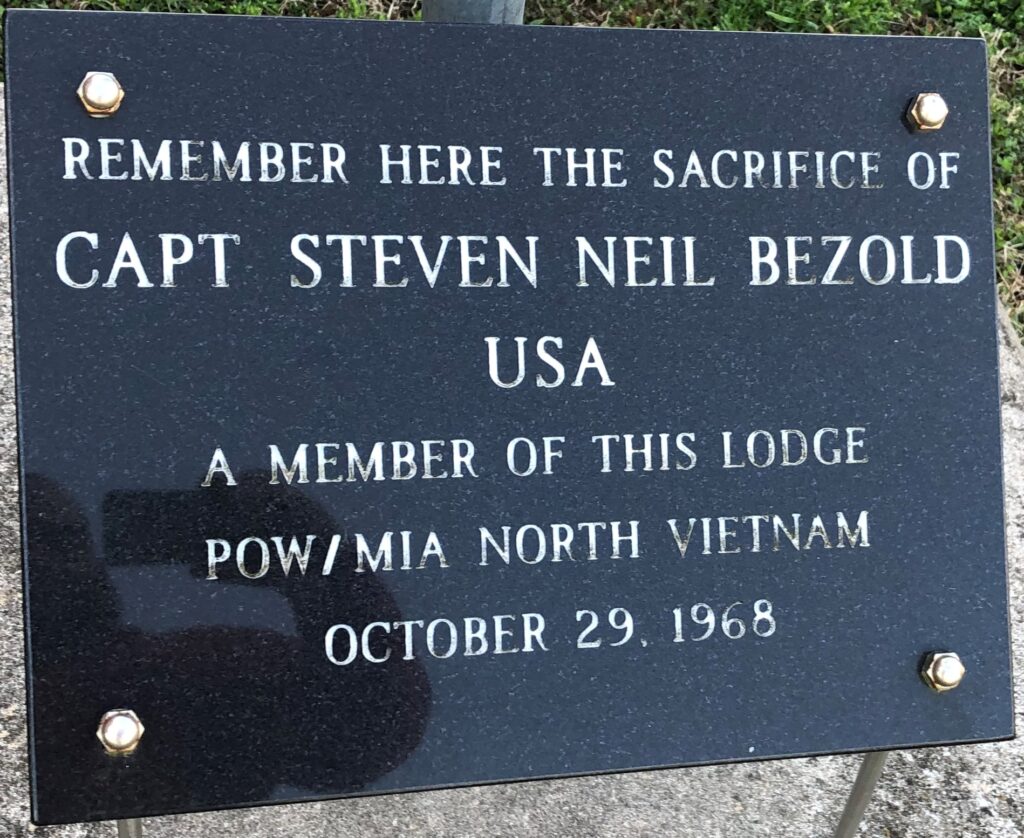 REMEMBER HERE THE SACRIFICE OF
CAPT STEVEN NEIL BEZOLD
USA
A MEMBER OF THIS LODGE
POW/MIA NORTH VIETNAM
OCTOBER 29, 1968